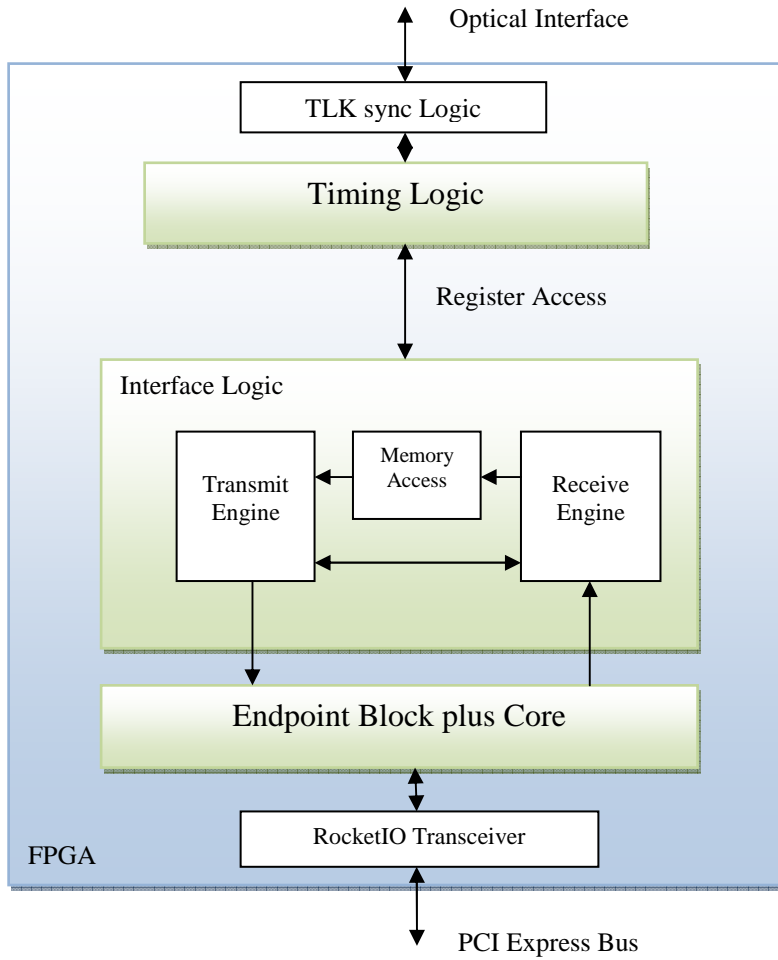 Optical Interface
TLK sync Logic
Timing Logic
Register Access
Interface Logic
Transmit
Engine
Memory
Access
Receive
Engine
Endpoint Block plus Core
RocketIO Transceiver
FPGA
PCI Express Bus